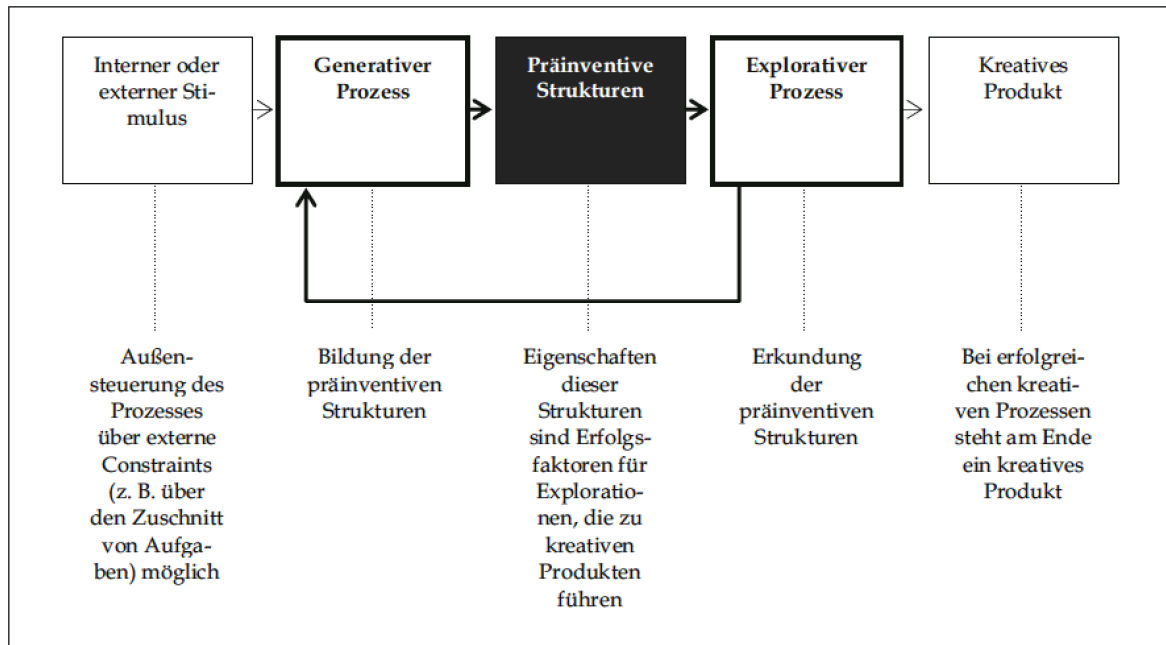 Interner oder
externer Sti-
mulus
Generativer
Prozess
Präinventive
Strukturen
Explorativer
Prozess
Kreatives
Produkt
Außen-
steuerung des
Prozesses
über externe
Constraints
(z. B. über
den Zuschnitt
von Aufga-
ben) möglich
Bildung der
präinventiven
Strukturen
Eigenschaften
dieser
Strukturen
sind Erfolgs-
faktoren für
Exploratio-
nen, die zu
kreativen
Produkten
führen
Erkundung
der
präinventiven
Strukturen
Bei erfolgrei-
chen kreati-
ven Prozessen
steht am Ende
ein kreatives
Produkt